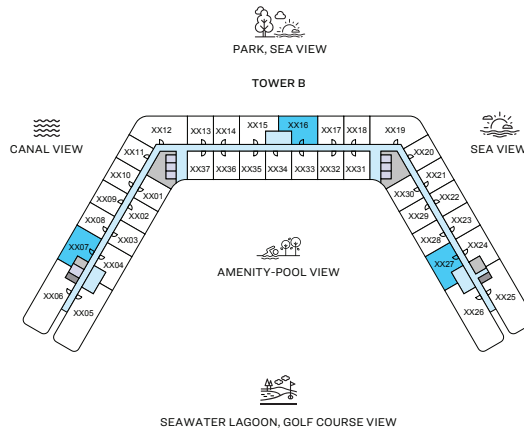 PARK, SEA VIEW
TOWER B
CANAL VIEW
SEA VIEW
XX12
XX13
XX14
XX15
XX16
XX17
XX18
XX19
XX11
XX10
XX09
XX08
XX07
XX06
XX05
XX04
XX03
XX02
XX01
XX37
XX36
XX35
XX34
XX33
XX32
XX31
XX30
XX29
XX28
XX27
XX26
XX20
XX21
XX22
XX23
XX24
XX25
AMENITY-POOL VIEW
SEAWATER LAGOON, GOLF COURSE VIEW